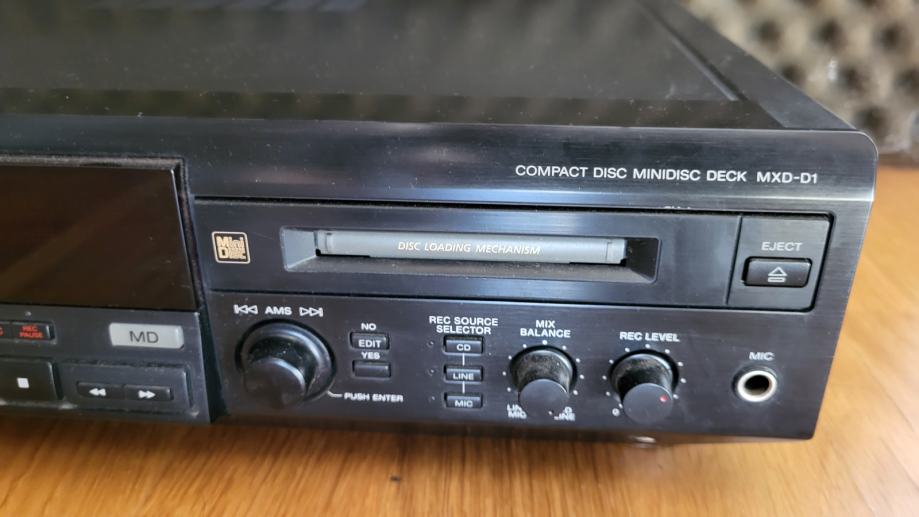 COMPACT DISC MINIDISC DECK MXD-D1
Mini Disc
DISC LOADING MECHANISM
EJECT
AMS
REC PAUSE
MD
NO
EDIT
YES
PUSH ENTER
REC SOURCE
SELECTOR
CD
LINE
MIC
MIX
BALANCE
REC LEVEL
0
MIC